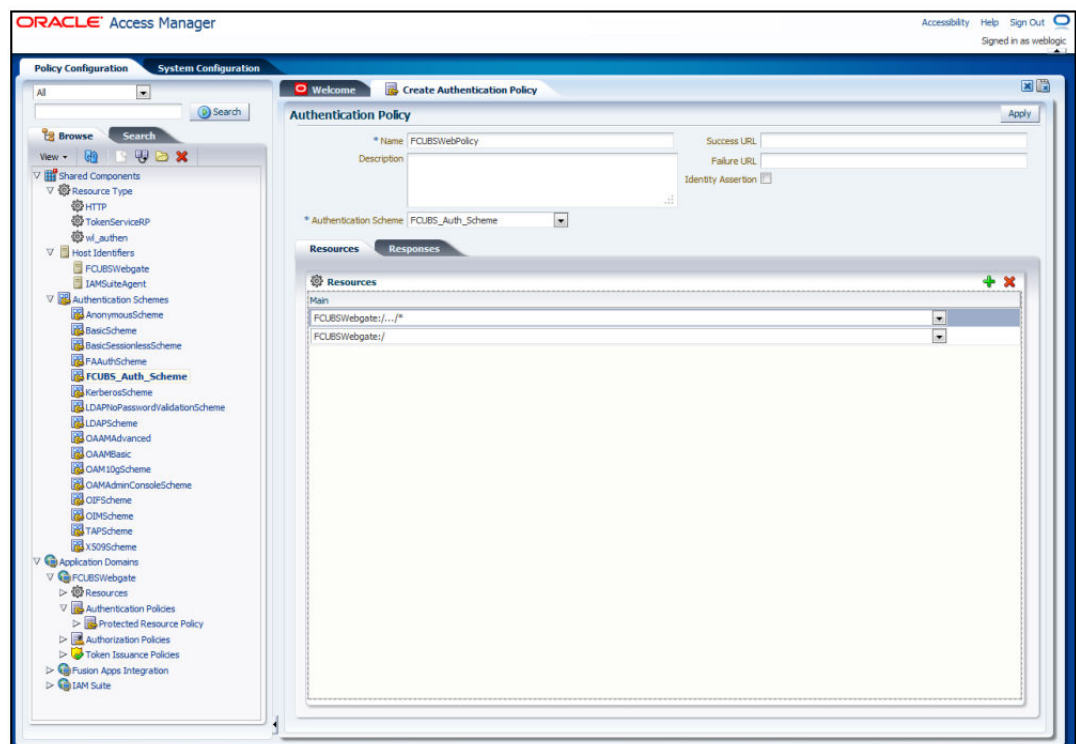 ORACLE Access Manager
Accessibility Help Sign Out
Signed in as weblogic
Policy Configuration System Configuration
All
Search
Browse Search
View
Shared Components
Resource Type
HTTP
TokenServiceRP
wl_authen
Host Identifiers
FCUBSWebgate
IAMSuiteAgent
Authentication Schemes
AnonymousScheme
BasicScheme
BasicSessionlessScheme
FAAuthScheme
FCUBS_Auth_Scheme
KerberosScheme
LDAPNoPasswordValidationScheme
LDAPScheme
OAAMAdvanced
OAAMBasic
OAM10gScheme
OAMAdminConsoleScheme
OIFScheme
OIMScheme
TAPScheme
X509Scheme
Application Domains
FCUBSWebgate
Resources
Authentication Policies
Protected Resource Policy
Authorization Policies
Token Issuance Policies
Fusion Apps Integration
IAM Suite
Welcome Create Authentication Policy
Authentication Policy Apply
* Name FCUBSWebPolicy
Description
* Authentication Scheme FCUBS_Auth_Scheme
Success URL
Failure URL
Identity Assertion
Resources Responses
Resources
Main
FCUBSWebgate:/.../*
FCUBSWebgate:/